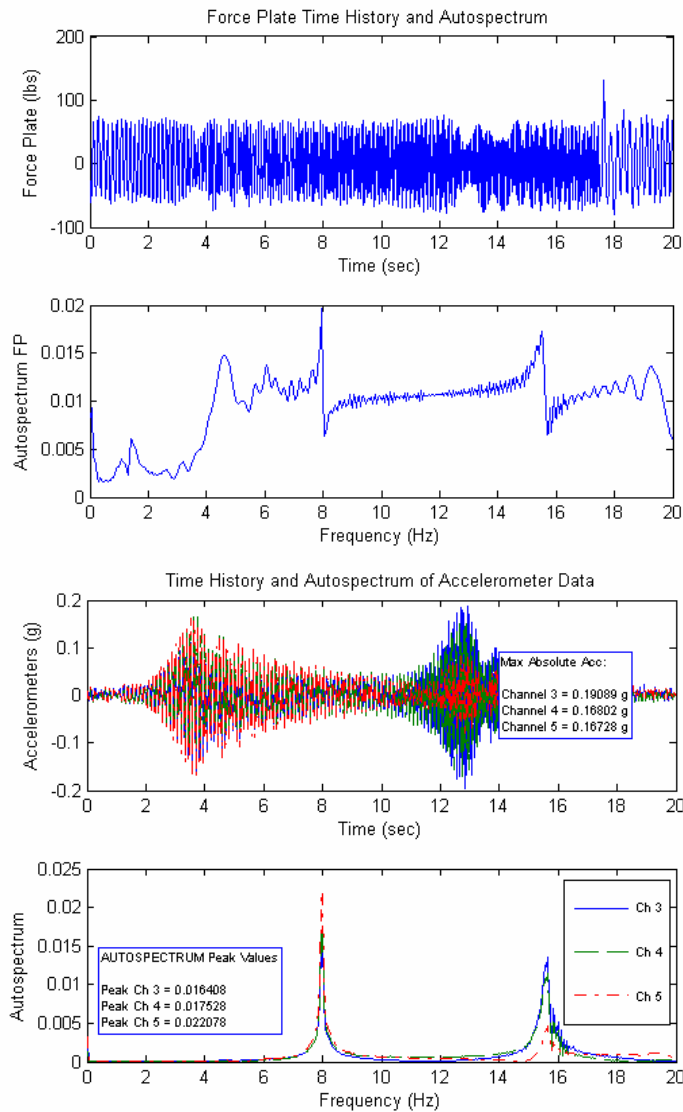 Force Plate Time History and Autospectrum
200
100
0
-100
Force Plate (lbs)
0 2 4 6 8 10 12 14 16 18 20
Time (sec)
0.02
0.015
0.01
0.005
0
Autospectrum FP
0 2 4 6 8 10 12 14 16 18 20
Frequency (Hz)
Time History and Autospectrum of Accelerometer Data
0.2
0.1
0
-0.1
-0.2
Accelerometers (g)
Max Absolute Acc:
Channel 3 = 0.19089 g
Channel 4 = 0.16802 g
Channel 5 = 0.16728 g
0 2 4 6 8 10 12 14 16 18 20
Time (sec)
0.025
0.02
0.015
0.01
0.005
0
Autospectrum
AUTOSPECTRUM Peak Values
Peak Ch 3 = 0.016408
Peak Ch 4 = 0.017528
Peak Ch 5 = 0.022078
Ch 3
Ch 4
Ch 5
0 2 4 6 8 10 12 14 16 18 20
Frequency (Hz)